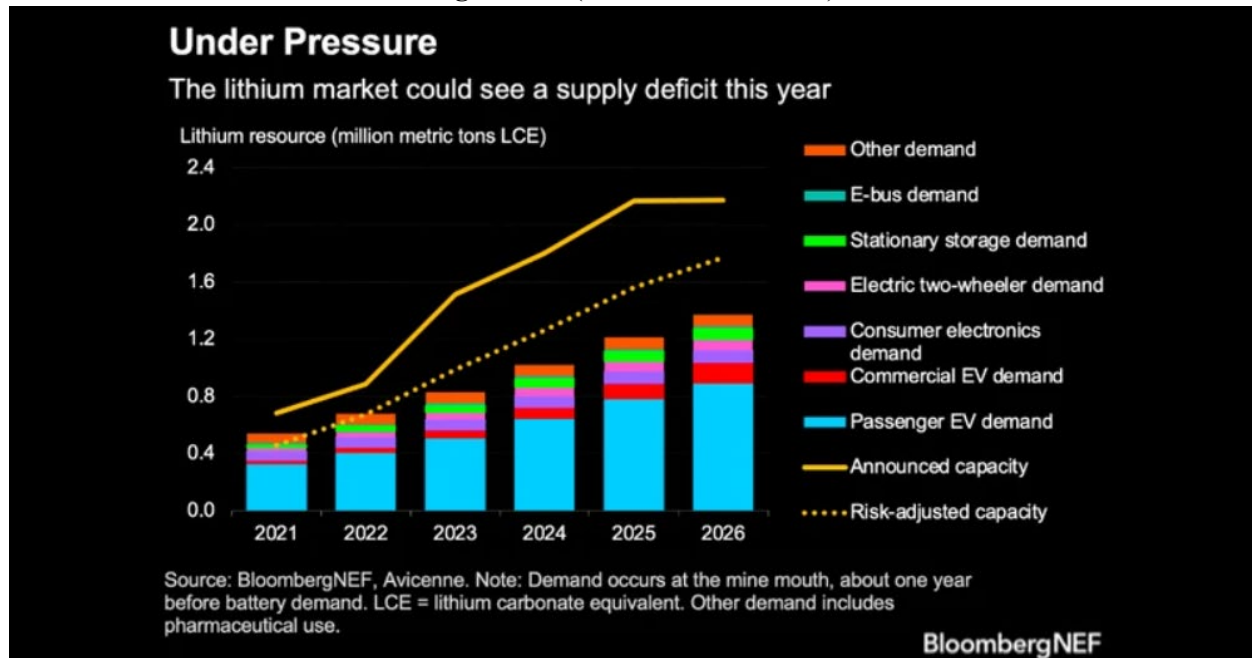 Under Pressure
The lithium market could see a supply deficit this year
Lithium resource (million metric tons LCE)
2.4
2.0
1.6
1.2
0.8
0.4
0.0
2021 2022 2023 2024 2025 2026
Other demand
E-bus demand
Stationary storage demand
Electric two-wheeler demand
Consumer electronics
demand
Commercial EV demand
Passenger EV demand
Announced capacity
Risk-adjusted capacity
Source: BloombergNEF, Avicenne. Note: Demand occurs at the mine mouth, about one year
before battery demand. LCE = lithium carbonate equivalent. Other demand includes
pharmaceutical use.
BloombergNEF